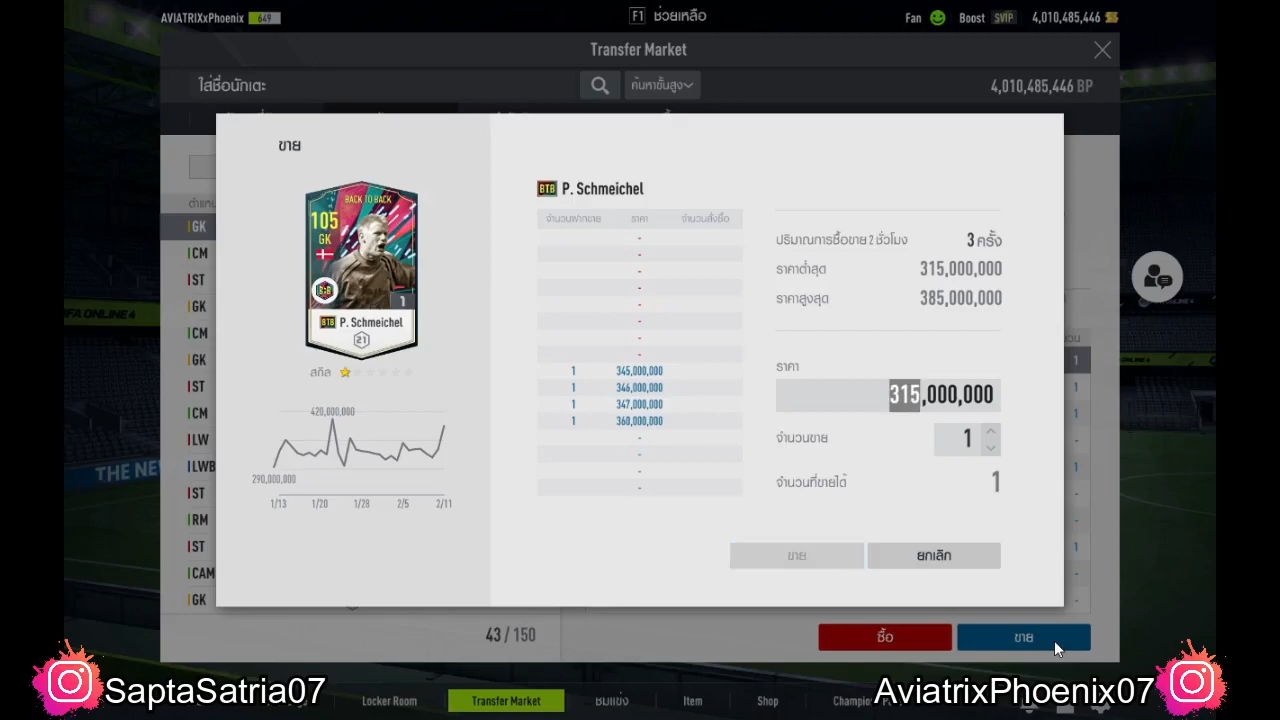 AVIATRIXxPhoenix 649
F1 ช่วยเหลือ
Fan Boost SVIP 4,010,485,446
Transfer Market
ใส่ชื่อนักเตะ
ค้นหาขั้นสูง
4,010,485,446 BP
ขาย
BACK TO BACK
105
GK
BTB
1
BTB P. Schmeichel
21
สกิล
420,000,000
290,000,000
1/13 1/20 1/28 2/5 2/11
BTB P. Schmeichel
จำนวนฝากขาย ราคา จำนวนสั่งซื้อ
-
-
-
-
-
-
-
-
1 345,000,000
1 346,000,000
1 347,000,000
1 360,000,000
-
-
-
-
ปริมาณการซื้อขาย 2 ชั่วโมง 3 ครั้ง
ราคาต่ำสุด 315,000,000
ราคาสูงสุด 385,000,000
ราคา
315,000,000
จำนวนขาย 1
จำนวนที่ขายได้ 1
ขาย ยกเลิก
GK
CM
ST
GK
CM
GK
ST
CM
LW
LWB
ST
RM
ST
CAM
GK
THE NEW
43 / 150
ซื้อ ขาย
Locker Room Transfer Market Item Shop
SaptaSatria07
AviatrixPhoenix07